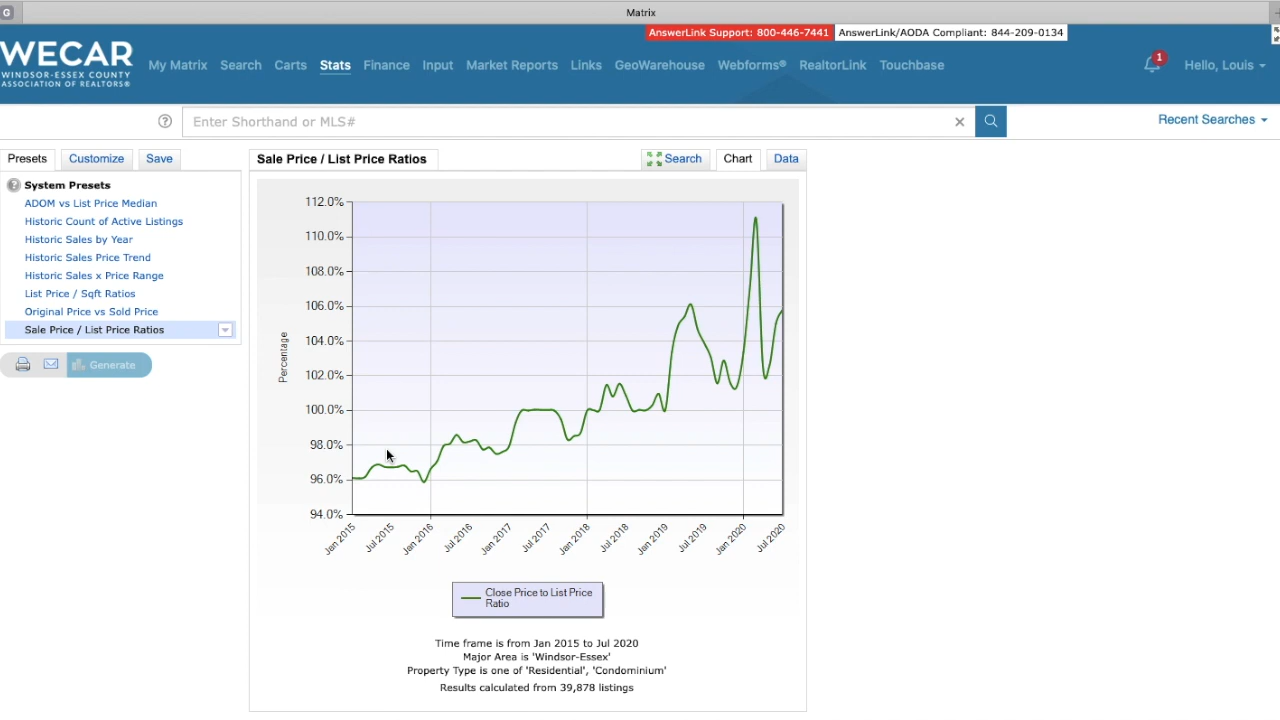 G
Matrix
AnswerLink Support: 800-446-7441 AnswerLink/AODA Compliant: 844-209-0134
WECAR
WINDSOR-ESSEX COUNTY
ASSOCIATION OF REALTORS®
My Matrix Search Carts Stats Finance Input Market Reports Links GeoWarehouse Webforms® RealtorLink Touchbase
1
Hello, Louis
? Enter Shorthand or MLS# ×
Recent Searches
Presets Customize Save
? System Presets
ADOM vs List Price Median
Historic Count of Active Listings
Historic Sales by Year
Historic Sales Price Trend
Historic Sales x Price Range
List Price / Sqft Ratios
Original Price vs Sold Price
Sale Price / List Price Ratios
Generate
Sale Price / List Price Ratios
Search Chart Data
112.0%
110.0%
108.0%
106.0%
104.0%
102.0%
100.0%
98.0%
96.0%
94.0%
Percentage
Jan 2015 Jul 2015 Jan 2016 Jul 2016 Jan 2017 Jul 2017 Jan 2018 Jul 2018 Jan 2019 Jul 2019 Jan 2020 Jul 2020
Close Price to List Price
Ratio
Time frame is from Jan 2015 to Jul 2020
Major Area is 'Windsor-Essex'
Property Type is one of 'Residential', 'Condominium'
Results calculated from 39,878 listings